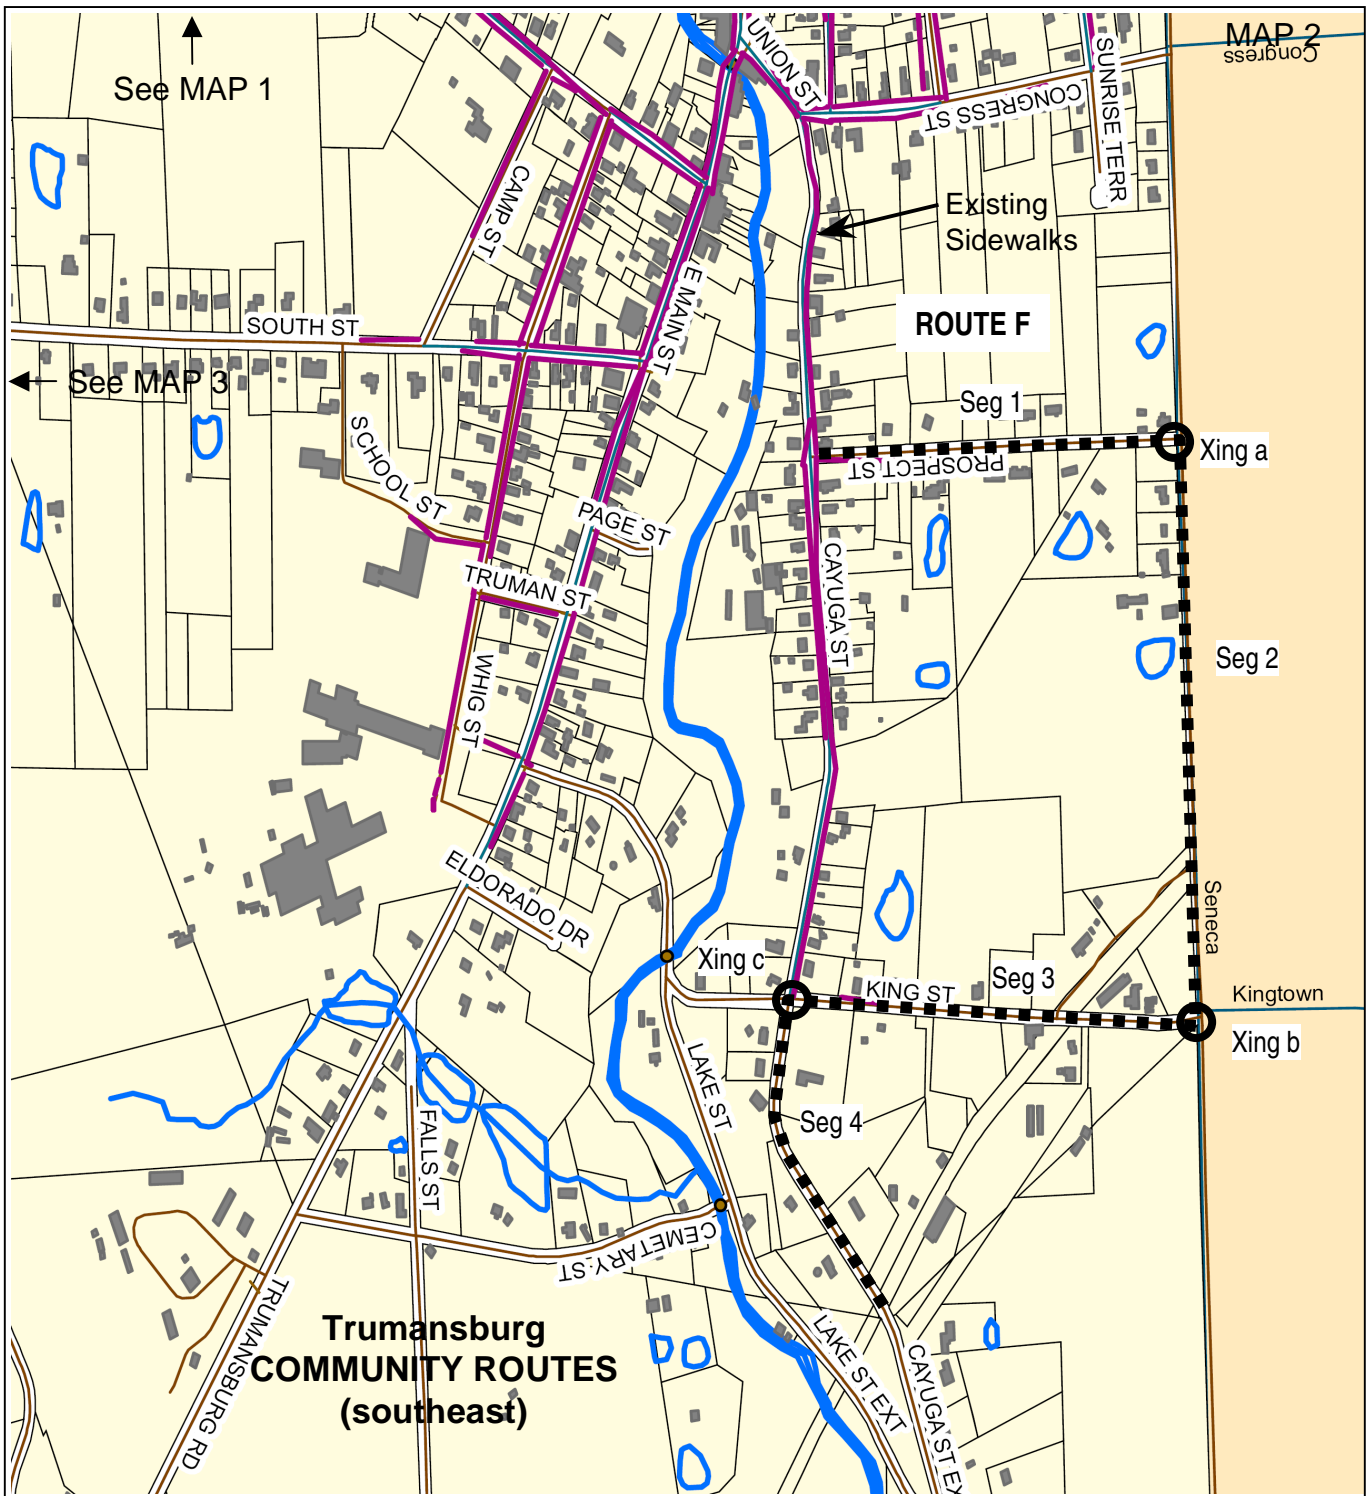 MAP 2
Congress
See MAP 1
UNION ST
SUNRISE TERR
CONGRESS ST
CAMP ST
Existing
Sidewalks
E MAIN ST
SOUTH ST
ROUTE F
See MAP 3
Seg 1
SCHOOL ST
PROSPECT ST
Xing a
PAGE ST
TRUMAN ST
CAYUGA ST
WHIG ST
Seg 2
ELDORADO DR
Seneca
Xing c
KING ST
Seg 3
Kingtown
Xing b
LAKE ST
Seg 4
FALLS ST
CEMETARY ST
TRUMANSBURG RD
Trumansburg
COMMUNITY ROUTES
(southeast)
LAKE ST EXT
CAYUGA ST EX